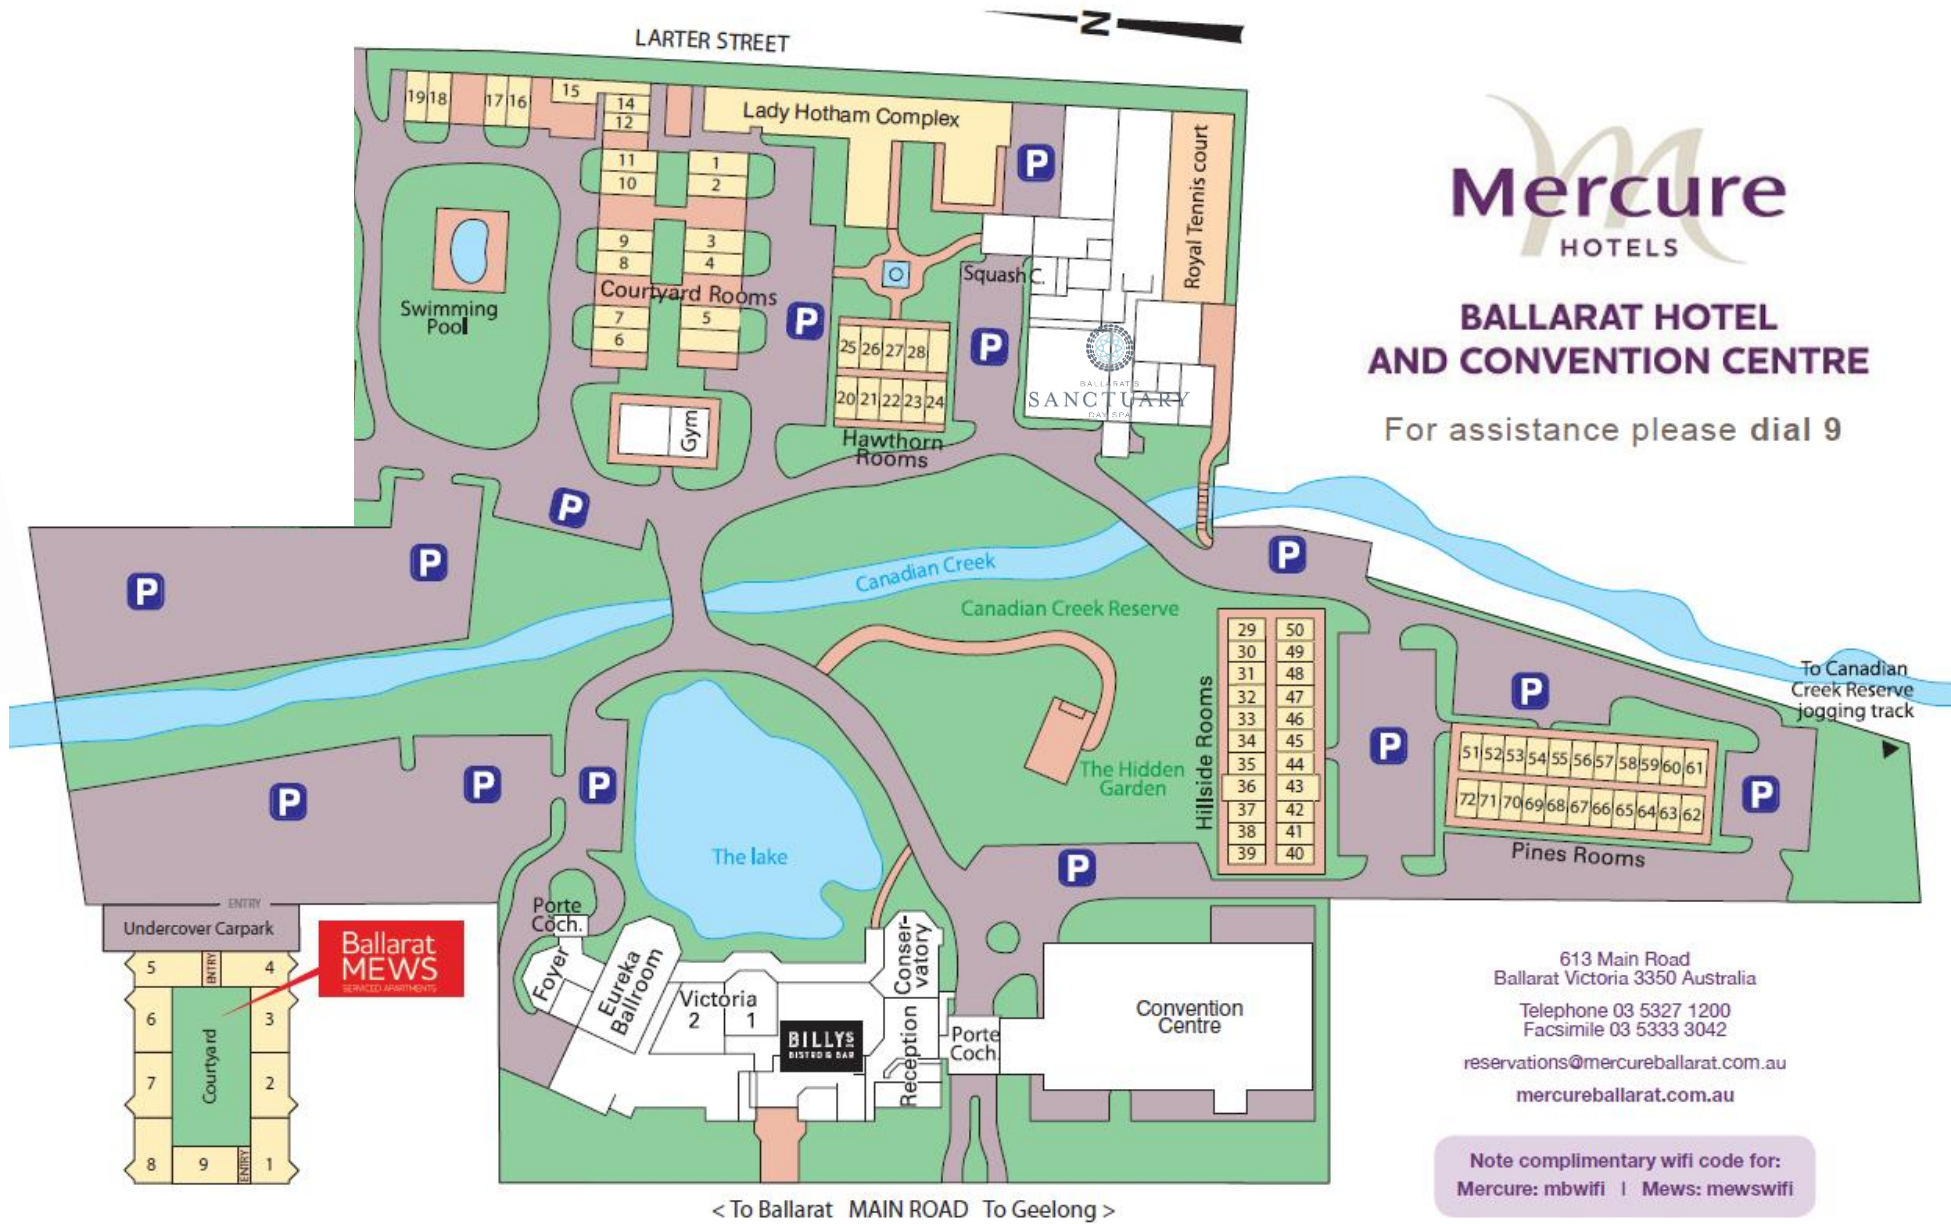 N
LARTER STREET
19 18
17 16
15
14
12
11
10
1
2
9
8
3
4
Courtyard Rooms
7
6
5
Lady Hotham Complex
P
Royal Tennis court
Squash C.
Swimming
Pool
P
P
25 26 27 28
20 21 22 23 24
Hawthorn
Rooms
BALLARAT'S
SANCTUARY
DAY SPA
Gym
P
P
P
Mercure
HOTELS
BALLARAT HOTEL
AND CONVENTION CENTRE
For assistance please dial 9
Canadian Creek
Canadian Creek Reserve
P
29 50
30 49
31 48
32 47
33 46
34 45
35 44
36 43
37 42
38 41
39 40
Hillside Rooms
The Hidden
Garden
To Canadian
Creek Reserve
jogging track
P
P
P
51 52 53 54 55 56 57 58 59 60 61
72 71 70 69 68 67 66 65 64 63 62
Pines Rooms
P
P
P
The lake
P
ENTRY
Undercover Carpark
Ballarat
MEWS
SERVICED APARTMENTS
5
ENTRY
4
6
3
Courtyard
7
2
8
9
ENTRY
1
Porte
Coch.
Foyer
Eureka
Ballroom
Victoria
2
1
BILLYS
BISTRO & BAR
Conser-
vatory
Reception
Porte
Coch.
Convention
Centre
< To Ballarat MAIN ROAD To Geelong >
613 Main Road
Ballarat Victoria 3350 Australia
Telephone 03 5327 1200
Facsimile 03 5333 3042
reservations@mercureballarat.com.au
mercureballarat.com.au
Note complimentary wifi code for:
Mercure: mbwifi | Mews: mewswifi